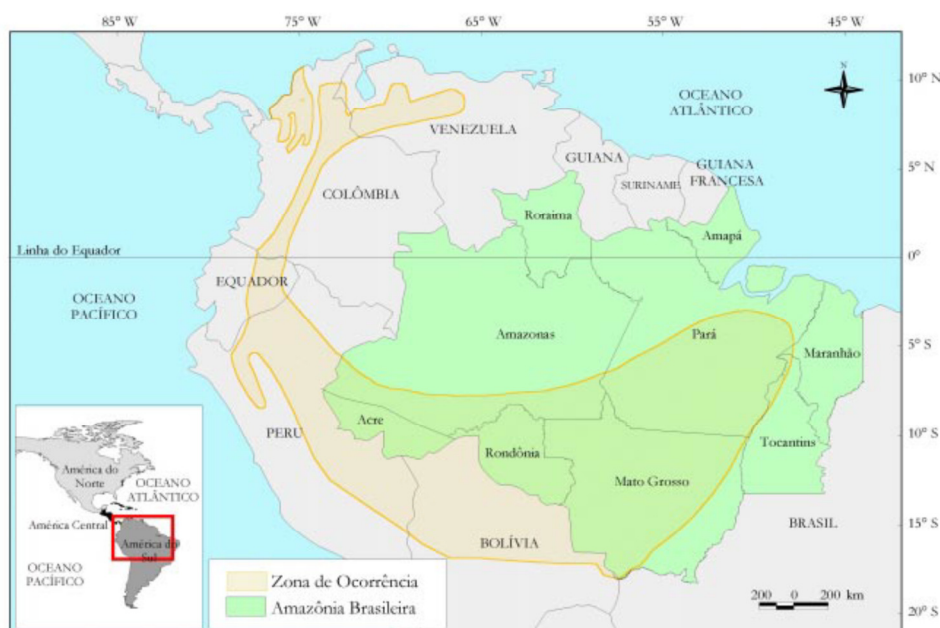 85° W
75° W
65° W
55° W
45° W
N
10° N
5° N
0°
5° S
10° S
15° S
20° S
OCEANO
ATLÂNTICO
VENEZUELA
GUIANA
SURINAME
GUIANA
FRANCESA
COLÔMBIA
Roraima
Amapá
Linha do Equador
EQUADOR
OCEANO
PACÍFICO
Amazonas
Pará
Maranhão
PERU
Acre
Rondônia
Tocantins
Mato Grosso
BRASIL
BOLÍVIA
América do
Norte
OCEANO
ATLÂNTICO
América Central
América do
Sul
OCEANO
PACÍFICO
Zona de Ocorrência
Amazônia Brasileira
200 0 200 km